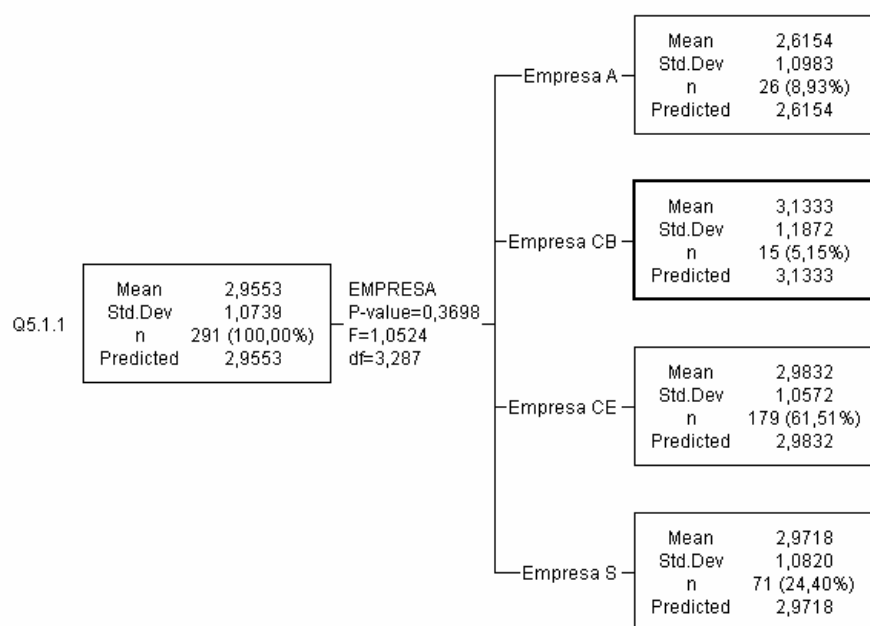 Q5.1.1
Mean 2,9553
Std.Dev 1,0739
n 291 (100,00%)
Predicted 2,9553
EMPRESA
P-value=0,3698
F=1,0524
df=3,287
Empresa A
Mean 2,6154
Std.Dev 1,0983
n 26 (8,93%)
Predicted 2,6154
Empresa CB
Mean 3,1333
Std.Dev 1,1872
n 15 (5,15%)
Predicted 3,1333
Empresa CE
Mean 2,9832
Std.Dev 1,0572
n 179 (61,51%)
Predicted 2,9832
Empresa S
Mean 2,9718
Std.Dev 1,0820
n 71 (24,40%)
Predicted 2,9718